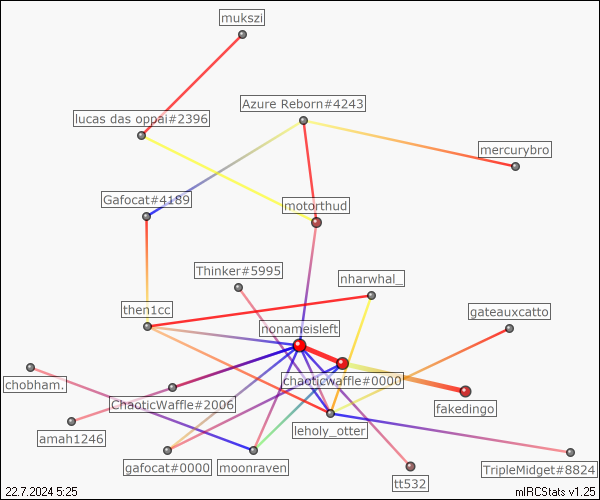 mukszi
Azure Reborn#4243
lucas das oppai#2396
mercurybro
Gafocat#4189
motorthud
Thinker#5995
nharwhal_
then1cc
gateauxcatto
nonameisleft
chaoticwaffle#0000
chobham.
ChaoticWaffle#2006
fakedingo
amah1246
leholy_otter
gafocat#0000
moonraven
TripleMidget#8824
tt532
22.7.2024 5:25
mIRCStats v1.25